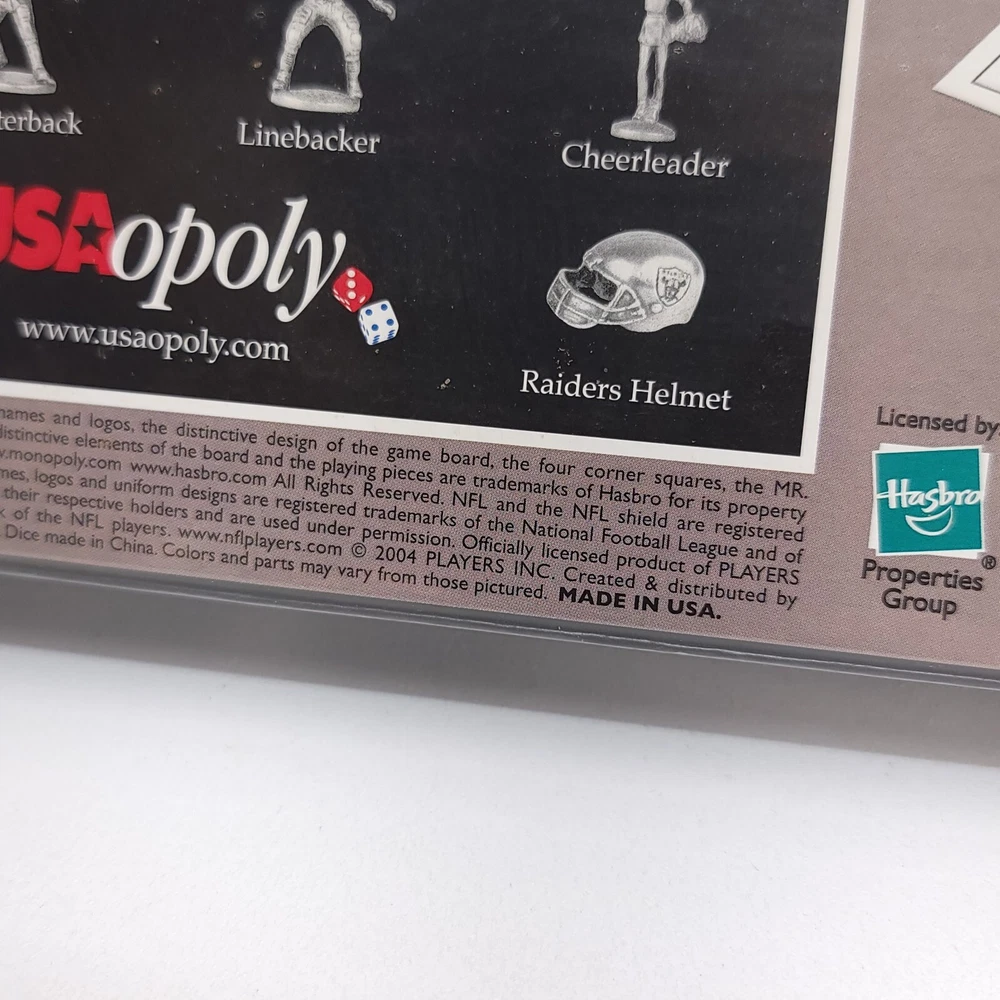 terback
Linebacker
Cheerleader
USAopoly
www.usaopoly.com
Raiders Helmet
names and logos, the distinctive design of the game board, the four corner squares, the MR.
distinctive elements of the board and the playing pieces are trademarks of Hasbro for its property
w.monopoly.com www.hasbro.com All Rights Reserved. NFL and the NFL shield are registered
mes, logos and uniform designs are registered trademarks of the National Football League and of
their respective holders and are used under permission. Officially licensed product of PLAYERS
k of the NFL players. www.nflplayers.com © 2004 PLAYERS INC. Created & distributed by
Dice made in China. Colors and parts may vary from those pictured. MADE IN USA.
Licensed by:
Hasbro
®
Properties
Group